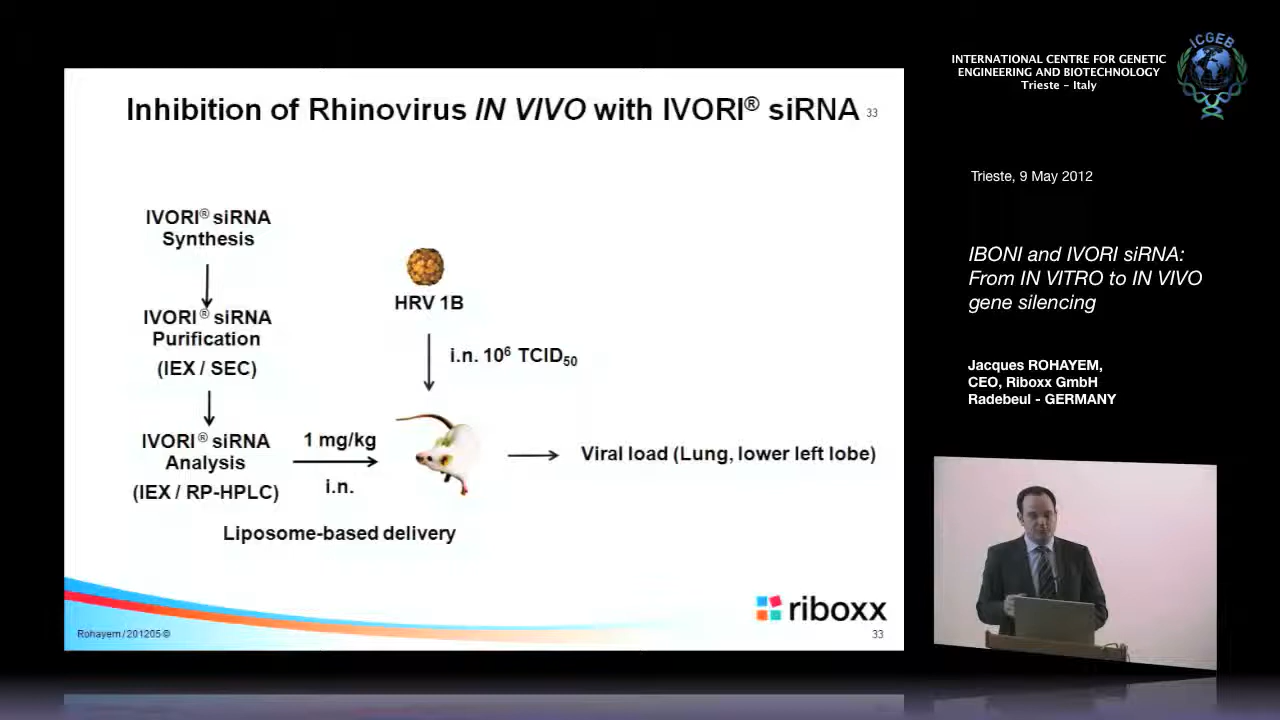 Inhibition of Rhinovirus IN VIVO with IVORI® siRNA 33
IVORI® siRNA
Synthesis
IVORI® siRNA
Purification
(IEX / SEC)
IVORI® siRNA
Analysis
(IEX / RP-HPLC)
1 mg/kg
i.n.
Liposome-based delivery
HRV 1B
i.n. 10⁶ TCID₅₀
Viral load (Lung, lower left lobe)
Rohayem / 201205 ©
riboxx
33
INTERNATIONAL CENTRE FOR GENETIC
ENGINEERING AND BIOTECHNOLOGY
Trieste – Italy
ICGEB
Trieste, 9 May 2012
IBONI and IVORI siRNA:
From IN VITRO to IN VIVO
gene silencing
Jacques ROHAYEM,
CEO, Riboxx GmbH
Radebeul - GERMANY